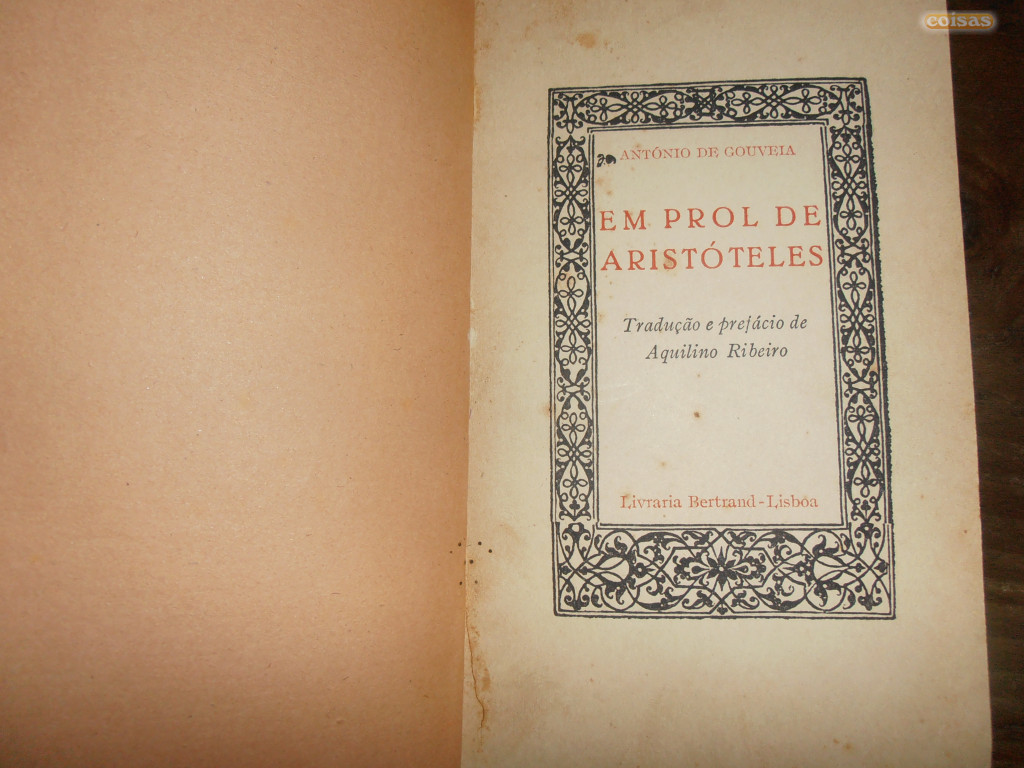 coisas
ANTÓNIO DE GOUVEIA
EM PROL DE
ARISTÓTELES
Tradução e prefácio de
Aquilino Ribeiro
Livraria Bertrand - Lisboa